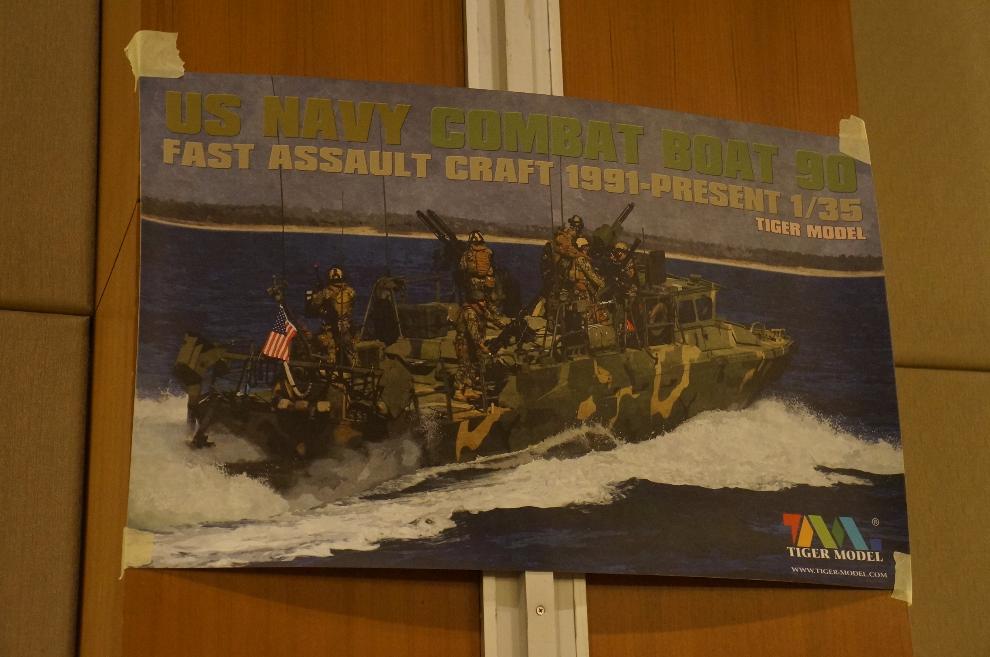 US NAVY COMBAT BOAT 90
FAST ASSAULT CRAFT 1991-PRESENT 1/35
TIGER MODEL
TAM
®
TIGER MODEL
WWW.TIGER-MODEL.COM